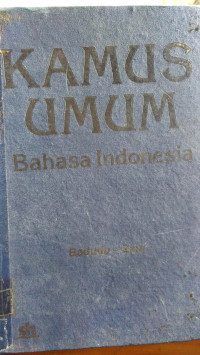 KAMUS
UMUM
Bahasa Indonesia
Badudu - Zain